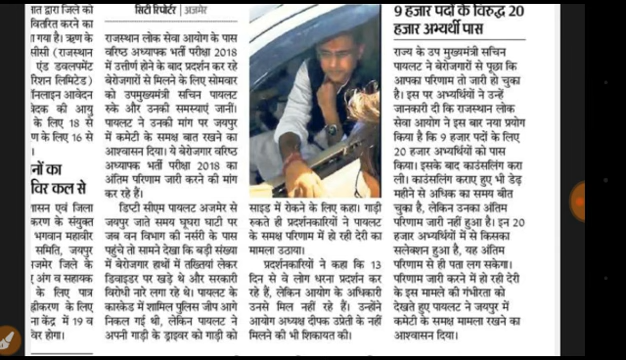 ात द्वारा जिले को
वितरित करने का
ा गया है। ऋण के
सीसी (राजस्थान
एंड डवलपमेंट
रेशन लिमिटेड)
ॉनलाइन आवेदन
वेदक की आयु
के लिए 18 से
ण के लिए 16 से
।
नों का
विर कल से
ासन एवं जिला
करण के संयुक्त
भगवान महावीर
समिति, जयपुर
जमेर जिले के
अंग व सहायक
के लिए पात्र
ह्नीकरण के लिए
ना केंद्र में 19 व
वेर होगा।
सिटी रिपोर्टर | अजमेर
राजस्थान लोक सेवा आयोग के पास
वरिष्ठ अध्यापक भर्ती परीक्षा 2018
में उत्तीर्ण होने के बाद प्रदर्शन कर रहे
बेरोजगारों से मिलने के लिए सोमवार
को उपमुख्यमंत्री सचिन पायलट
रुके और उनकी समस्याएं जानीं।
पायलट ने उनकी मांग पर जयपुर
में कमेटी के समक्ष बात रखने का
आश्वासन दिया। ये बेरोजगार वरिष्ठ
अध्यापक भर्ती परीक्षा 2018 का
अंतिम परिणाम जारी करने की मांग
कर रहे हैं।
डिप्टी सीएम पायलट अजमेर से
जयपुर जाते समय घूघरा घाटी पर
जब वन विभाग की नर्सरी के पास
पहुंचे तो सामने देखा कि बड़ी संख्या
में बेरोजगार हाथों में तख्तियां लेकर
डिवाइडर पर खड़े थे और सरकारी
विरोधी नारे लगा रहे थे। पायलट के
कारकेड में शामिल पुलिस जीप आगे
निकल गई थी, लेकिन पायलट ने
अपनी गाड़ी के ड्राइवर को गाड़ी को
साइड में रोकने के लिए कहा। गाड़ी
रुकते ही प्रदर्शनकारियों ने पायलट
के समक्ष परिणाम में हो रही देरी का
मामला उठाया।
प्रदर्शनकारियों ने कहा कि 13
दिन से वे लोग धरना प्रदर्शन कर
रहे हैं, लेकिन आयोग के अधिकारी
उनसे मिल नहीं रहे हैं। उन्होंने
आयोग अध्यक्ष दीपक उप्रेती के नहीं
मिलने की भी शिकायत की।
9 हजार पदों के विरुद्ध 20
हजार अभ्यर्थी पास
राज्य के उप मुख्यमंत्री सचिन
पायलट ने बेरोजगारों से पूछा कि
आपका परिणाम तो जारी हो चुका
है। इस पर अभ्यर्थियों ने उन्हें
जानकारी दी कि राजस्थान लोक
सेवा आयोग ने इस बार नया प्रयोग
किया है कि 9 हजार पदों के लिए
20 हजार अभ्यर्थियों को पास
किया। इसके बाद काउंसलिंग करा
ली। काउंसलिंग कराए हुए भी डेढ़
महीने से अधिक का समय बीत
चुका है, लेकिन उनका अंतिम
परिणाम जारी नहीं हुआ है। इन 20
हजार अभ्यर्थियों में से किसका
सलेक्शन हुआ है, यह अंतिम
परिणाम से ही पता लग सकेगा।
परिणाम जारी करने में हो रही देरी
के इस मामले की गंभीरता को
देखते हुए पायलट ने जयपुर में
कमेटी के समक्ष मामला रखने का
आश्वासन दिया।